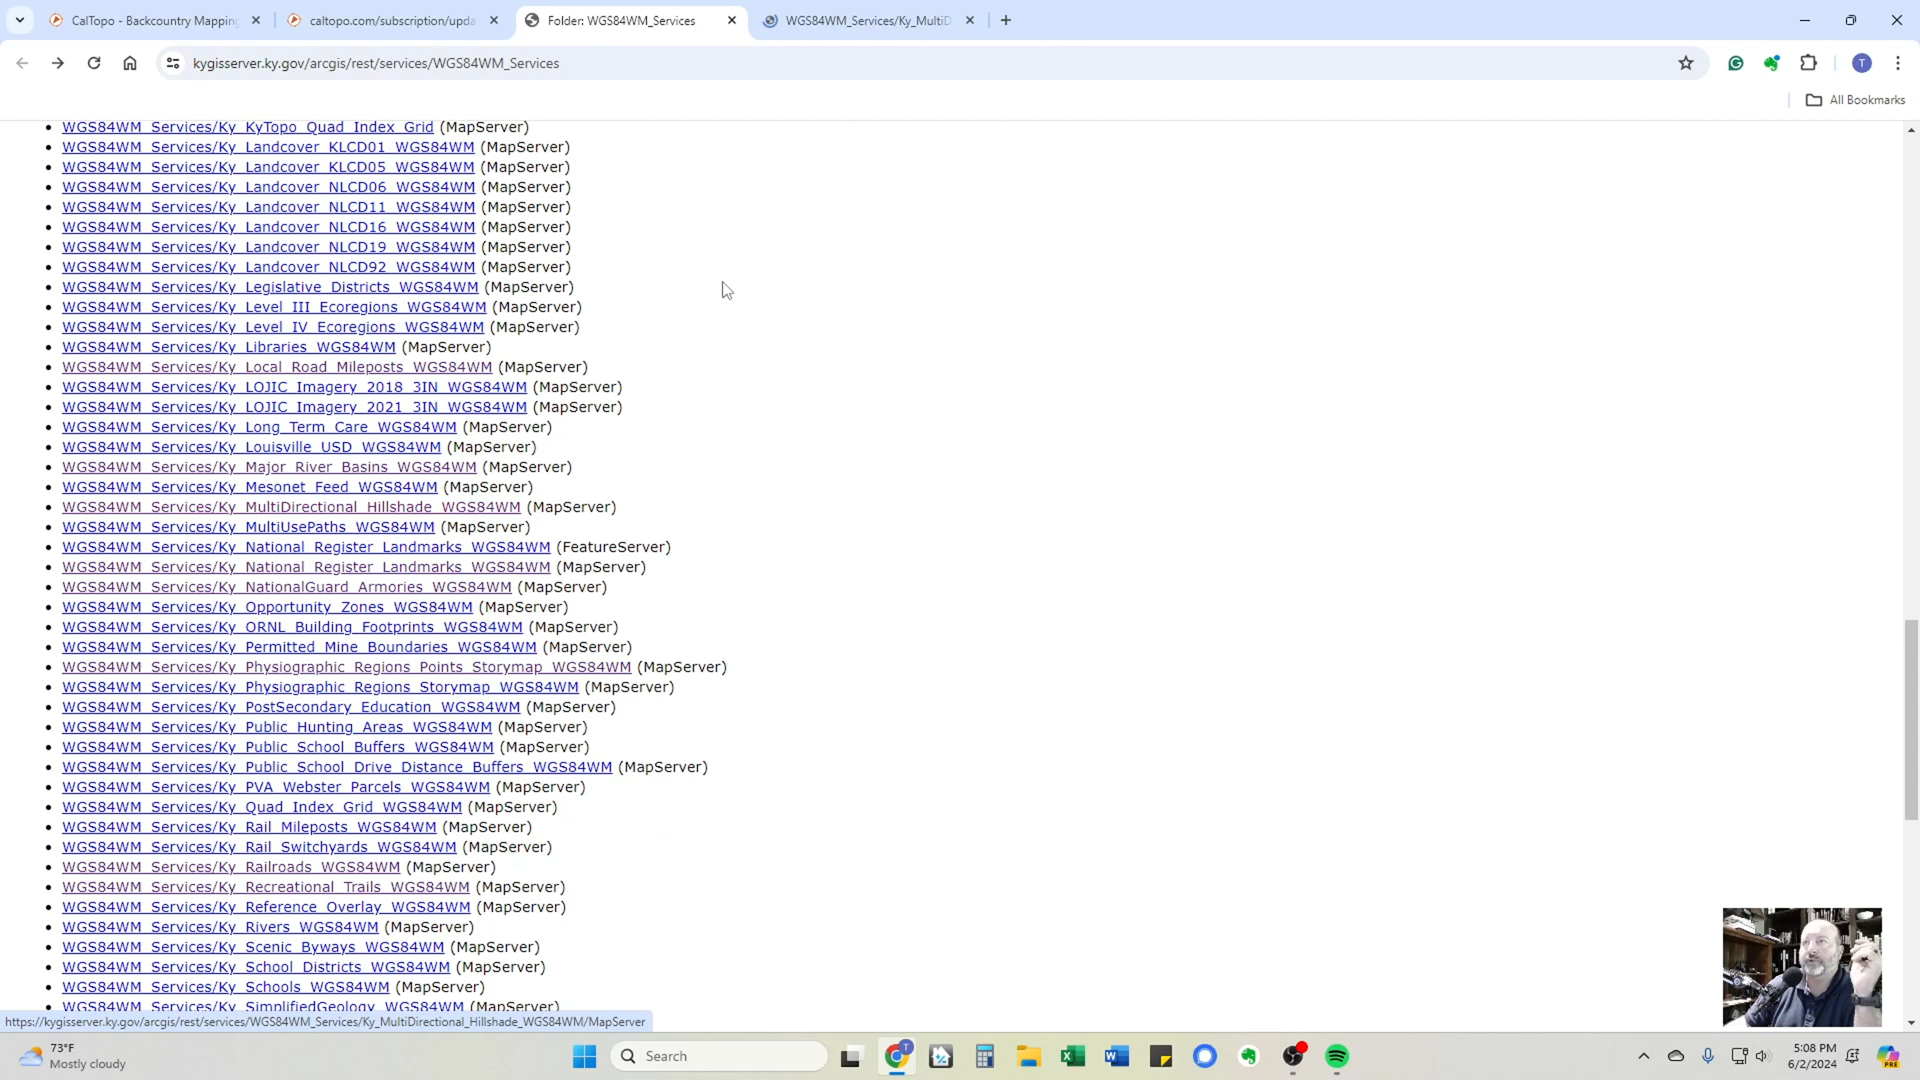 CalTopo - Backcountry Mapping
caltopo.com/subscription/upda
Folder: WGS84WM_Services
WGS84WM_Services/Ky_MultiD
kygisserver.ky.gov/arcgis/rest/services/WGS84WM_Services
T
All Bookmarks
WGS84WM_Services/Ky_KyTopo_Quad_Index_Grid (MapServer)
WGS84WM_Services/Ky_Landcover_KLCD01_WGS84WM (MapServer)
WGS84WM_Services/Ky_Landcover_KLCD05_WGS84WM (MapServer)
WGS84WM_Services/Ky_Landcover_NLCD06_WGS84WM (MapServer)
WGS84WM_Services/Ky_Landcover_NLCD11_WGS84WM (MapServer)
WGS84WM_Services/Ky_Landcover_NLCD16_WGS84WM (MapServer)
WGS84WM_Services/Ky_Landcover_NLCD19_WGS84WM (MapServer)
WGS84WM_Services/Ky_Landcover_NLCD92_WGS84WM (MapServer)
WGS84WM_Services/Ky_Legislative_Districts_WGS84WM (MapServer)
WGS84WM_Services/Ky_Level_III_Ecoregions_WGS84WM (MapServer)
WGS84WM_Services/Ky_Level_IV_Ecoregions_WGS84WM (MapServer)
WGS84WM_Services/Ky_Libraries_WGS84WM (MapServer)
WGS84WM_Services/Ky_Local_Road_Mileposts_WGS84WM (MapServer)
WGS84WM_Services/Ky_LOJIC_Imagery_2018_3IN_WGS84WM (MapServer)
WGS84WM_Services/Ky_LOJIC_Imagery_2021_3IN_WGS84WM (MapServer)
WGS84WM_Services/Ky_Long_Term_Care_WGS84WM (MapServer)
WGS84WM_Services/Ky_Louisville_USD_WGS84WM (MapServer)
WGS84WM_Services/Ky_Major_River_Basins_WGS84WM (MapServer)
WGS84WM_Services/Ky_Mesonet_Feed_WGS84WM (MapServer)
WGS84WM_Services/Ky_MultiDirectional_Hillshade_WGS84WM (MapServer)
WGS84WM_Services/Ky_MultiUsePaths_WGS84WM (MapServer)
WGS84WM_Services/Ky_National_Register_Landmarks_WGS84WM (FeatureServer)
WGS84WM_Services/Ky_National_Register_Landmarks_WGS84WM (MapServer)
WGS84WM_Services/Ky_NationalGuard_Armories_WGS84WM (MapServer)
WGS84WM_Services/Ky_Opportunity_Zones_WGS84WM (MapServer)
WGS84WM_Services/Ky_ORNL_Building_Footprints_WGS84WM (MapServer)
WGS84WM_Services/Ky_Permitted_Mine_Boundaries_WGS84WM (MapServer)
WGS84WM_Services/Ky_Physiographic_Regions_Points_Storymap_WGS84WM (MapServer)
WGS84WM_Services/Ky_Physiographic_Regions_Storymap_WGS84WM (MapServer)
WGS84WM_Services/Ky_PostSecondary_Education_WGS84WM (MapServer)
WGS84WM_Services/Ky_Public_Hunting_Areas_WGS84WM (MapServer)
WGS84WM_Services/Ky_Public_School_Buffers_WGS84WM (MapServer)
WGS84WM_Services/Ky_Public_School_Drive_Distance_Buffers_WGS84WM (MapServer)
WGS84WM_Services/Ky_PVA_Webster_Parcels_WGS84WM (MapServer)
WGS84WM_Services/Ky_Quad_Index_Grid_WGS84WM (MapServer)
WGS84WM_Services/Ky_Rail_Mileposts_WGS84WM (MapServer)
WGS84WM_Services/Ky_Rail_Switchyards_WGS84WM (MapServer)
WGS84WM_Services/Ky_Railroads_WGS84WM (MapServer)
WGS84WM_Services/Ky_Recreational_Trails_WGS84WM (MapServer)
WGS84WM_Services/Ky_Reference_Overlay_WGS84WM (MapServer)
WGS84WM_Services/Ky_Rivers_WGS84WM (MapServer)
WGS84WM_Services/Ky_Scenic_Byways_WGS84WM (MapServer)
WGS84WM_Services/Ky_School_Districts_WGS84WM (MapServer)
WGS84WM_Services/Ky_Schools_WGS84WM (MapServer)
WGS84WM_Services/Ky_SimplifiedGeology_WGS84WM (MapServer)
https://kygisserver.ky.gov/arcgis/rest/services/WGS84WM_Services/Ky_MultiDirectional_Hillshade_WGS84WM/MapServer
73°F
Mostly cloudy
Search
5:08 PM
6/2/2024
PRE